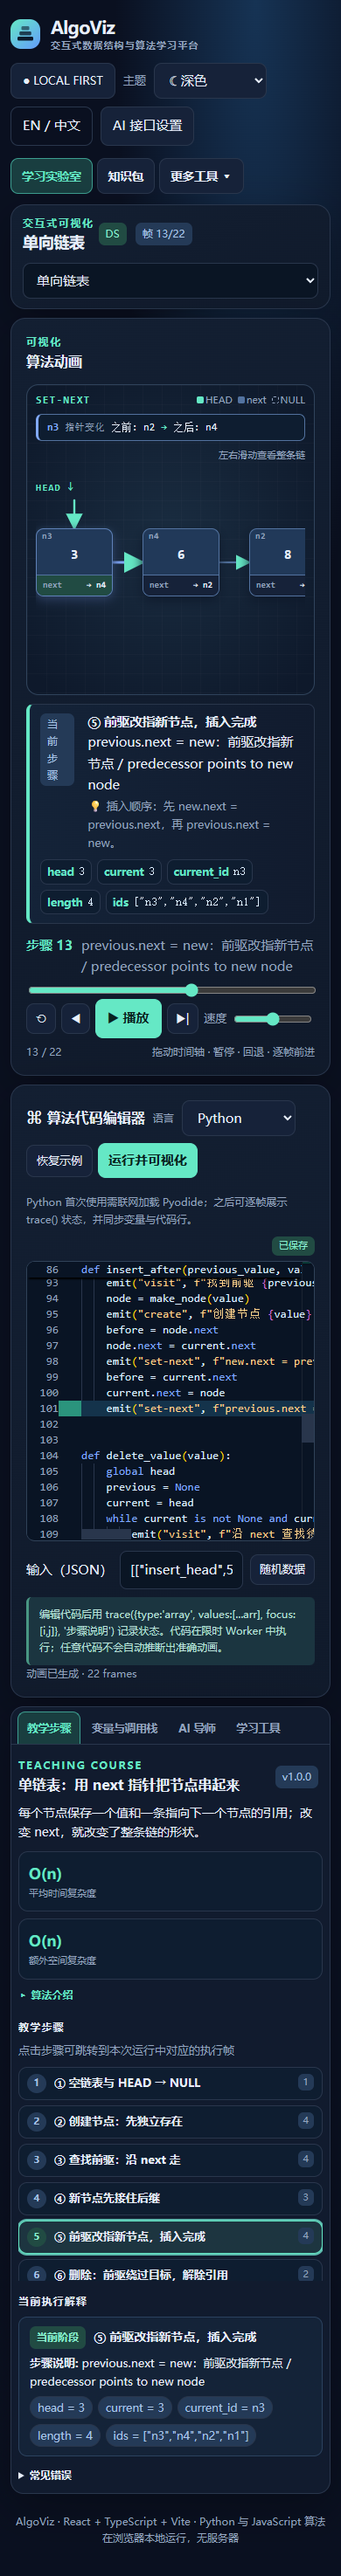 AlgoViz
交互式数据结构与算法学习平台
● LOCAL FIRST
主题
☾ 深色
EN / 中文
AI 接口设置
学习实验室
知识包
更多工具 ▾
交互式可视化
单向链表
DS
帧 13/22
单向链表
可视化
算法动画
SET-NEXT
HEAD
next
NULL
n3 指针变化 之前: n2 → 之后: n4
左右滑动查看整条链
HEAD ↓
n3
3
next → n4
n4
6
next → n2
n2
8
next →
当前步骤
⑤ 前驱改指新节点，插入完成
previous.next = new：前驱改指新
节点 / predecessor points to new
node
💡 插入顺序：先 new.next =
previous.next，再 previous.next =
new。
head 3
current 3
current_id n3
length 4
ids ["n3","n4","n2","n1"]
步骤 13
previous.next = new：前驱改指新节点
/ predecessor points to new node
⟲
◀
▶ 播放
▶|
速度
13 / 22
拖动时间轴 · 暂停 · 回退 · 逐帧前进
⌘ 算法代码编辑器
语言
Python
恢复示例
运行并可视化
Python 首次使用需联网加载 Pyodide；之后可逐帧展示
trace() 状态，并同步变量与代码行。
已保存
86 def insert_after(previous_value, va
93 emit("visit", f"找到前驱 {previous
94 node = make_node(value)
95 emit("create", f"创建节点 {value}
96 before = node.next
97 node.next = current.next
98 emit("set-next", f"new.next = prev
99 before = current.next
100 current.next = node
101 emit("set-next", f"previous.next =
102
103
104 def delete_value(value):
105 global head
106 previous = None
107 current = head
108 while current is not None and curr
109 emit("visit", f"沿 next 查找待
输入（JSON）
[["insert_head",5
随机数据
编辑代码后用 trace({type:'array', values:[...arr], focus:
[i,j]}, '步骤说明') 记录状态。代码在限时 Worker 中执
行；任意代码不会自动推断出准确动画。
动画已生成 · 22 frames
教学步骤
变量与调用栈
AI 导师
学习工具
TEACHING COURSE
单链表：用 next 指针把节点串起来
v1.0.0
每个节点保存一个值和一条指向下一个节点的引用；改
变 next，就改变了整条链的形状。
O(n)
平均时间复杂度
O(n)
额外空间复杂度
▸ 算法介绍
教学步骤
点击步骤可跳转到本次运行中对应的执行帧
1 ① 空链表与 HEAD → NULL 1
2 ② 创建节点：先独立存在 4
3 ③ 查找前驱：沿 next 走 4
4 ④ 新节点先接住后继 3
5 ⑤ 前驱改指新节点，插入完成 4
6 ⑥ 删除：前驱绕过目标，解除引用 2
当前执行解释
当前阶段
⑤ 前驱改指新节点，插入完成
步骤说明: previous.next = new：前驱改指新节点 /
predecessor points to new node
head = 3
current = 3
current_id = n3
length = 4
ids = ["n3","n4","n2","n1"]
▸ 常见错误
AlgoViz · React + TypeScript + Vite · Python 与 JavaScript 算法
在浏览器本地运行，无服务器